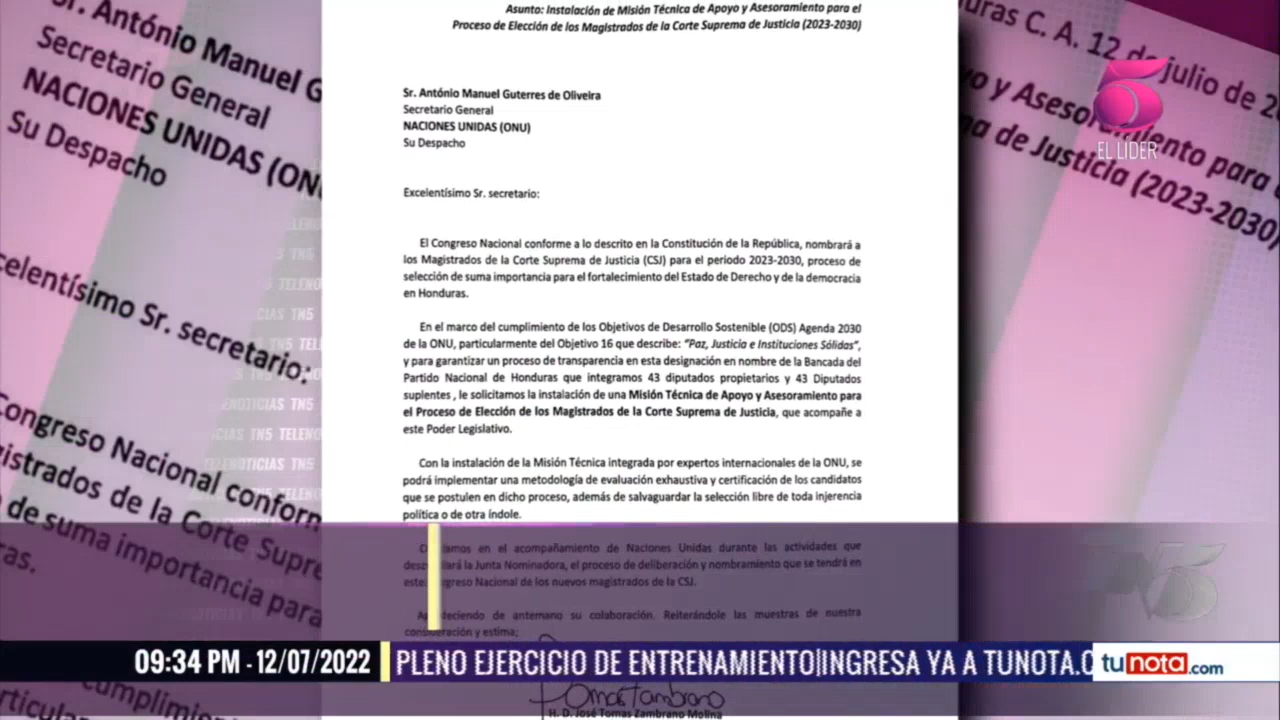 Asunto: Instalación de Misión Técnica de Apoyo y Asesoramiento para el
Proceso de Elección de los Magistrados de la Corte Suprema de Justicia (2023-2030)
Sr. António Manuel Guterres de Oliveira
Secretario General
NACIONES UNIDAS (ONU)
Su Despacho
Excelentísimo Sr. secretario:
El Congreso Nacional conforme a lo descrito en la Constitución de la República, nombrará a
los Magistrados de la Corte Suprema de Justicia (CSJ) para el periodo 2023-2030, proceso de
selección de suma importancia para el fortalecimiento del Estado de Derecho y de la democracia
en Honduras.
En el marco del cumplimiento de los Objetivos de Desarrollo Sostenible (ODS) Agenda 2030
de la ONU, particularmente del Objetivo 16 que describe: “Paz, Justicia e Instituciones Sólidas”,
y para garantizar un proceso de transparencia en esta designación en nombre de la Bancada del
Partido Nacional de Honduras que integramos 43 diputados propietarios y 43 Diputados
suplentes , le solicitamos la instalación de una Misión Técnica de Apoyo y Asesoramiento para
el Proceso de Elección de los Magistrados de la Corte Suprema de Justicia, que acompañe a
este Poder Legislativo.
Con la instalación de la Misión Técnica integrada por expertos internacionales de la ONU, se
podrá implementar una metodología de evaluación exhaustiva y certificación de los candidatos
que se postulen en dicho proceso, además de salvaguardar la selección libre de toda injerencia
política o de otra índole.
en el acompañamiento de Naciones Unidas durante las actividades que
la Junta Nominadora, el proceso de deliberación y nombramiento que se tendrá en
Nacional de los nuevos magistrados de la CSJ.
de antemano su colaboración. Reiterándole las muestras de nuestra
consideración y estima;
H. D. José Tomas Zambrano Molina
Sr. António Manuel G
Secretario General
NACIONES UNIDAS (ON
Su Despacho
celentísimo Sr. secretario:
Congreso Nacional conform
istrados de la Corte Supre
de suma importancia para
ras.
cumplimien
rticular
uras C. A. 12 de julio de 2
o y Asesoramiento para
ma de Justicia (2023-2030)
TELENOTICIAS TN5
5
EL LIDER
TN5
09:34 PM - 12/07/2022
PLENO EJERCICIO DE ENTRENAMIENTO|INGRESA YA A TUNOTA.C
tunota.com